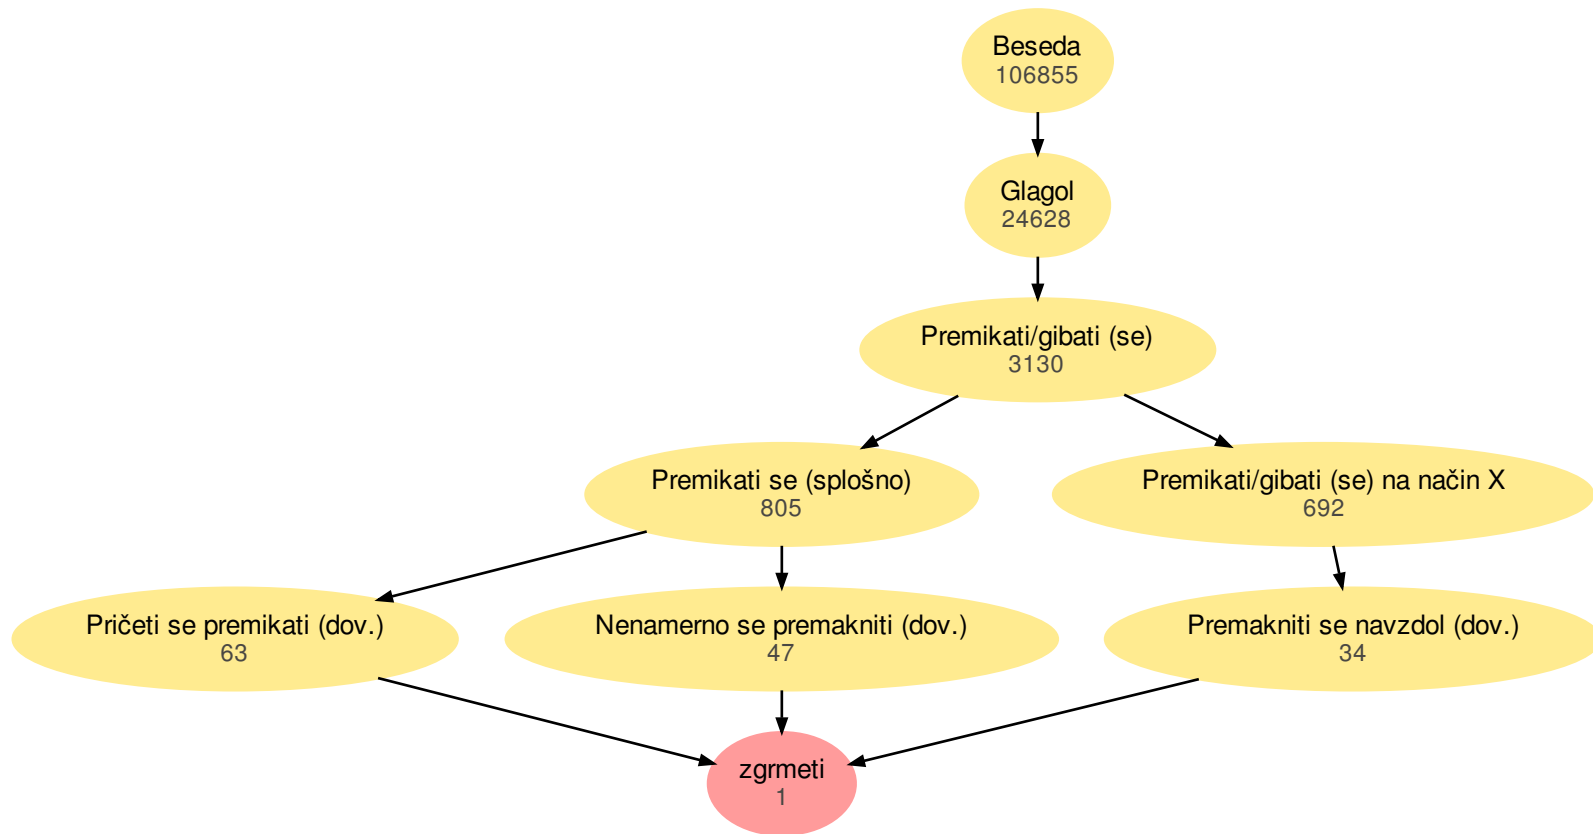 Beseda
106855
Glagol
24628
Premikati/gibati (se)
3130
Premikati se (splošno)
805
Premikati/gibati (se) na način X
692
Pričeti se premikati (dov.)
63
Nenamerno se premakniti (dov.)
47
Premakniti se navzdol (dov.)
34
zgrmeti
1